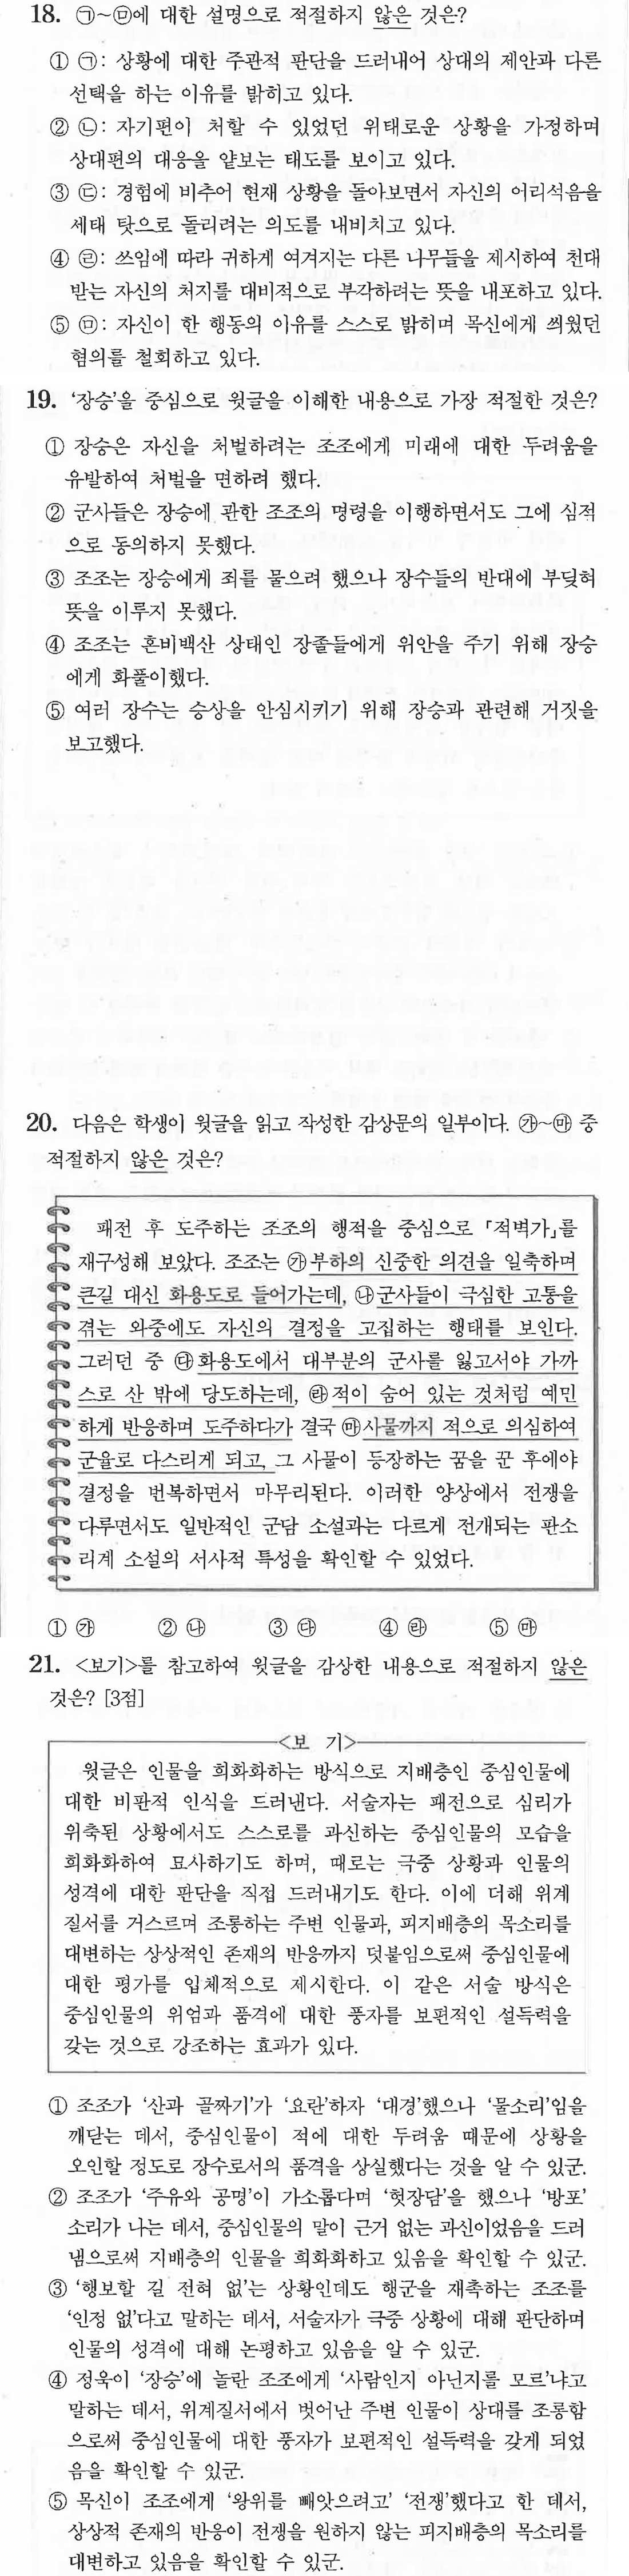 18. ㉠~㉤에 대한 설명으로 적절하지 않은 것은?
① ㉠: 상황에 대한 주관적 판단을 드러내어 상대의 제안과 다른
선택을 하는 이유를 밝히고 있다.
② ㉡: 자기편이 처할 수 있었던 위태로운 상황을 가정하며
상대편의 대응을 얕보는 태도를 보이고 있다.
③ ㉢: 경험에 비추어 현재 상황을 돌아보면서 자신의 어리석음을
세태 탓으로 돌리려는 의도를 내비치고 있다.
④ ㉣: 쓰임에 따라 귀하게 여겨지는 다른 나무들을 제시하여 천대
받는 자신의 처지를 대비적으로 부각하려는 뜻을 내포하고 있다.
⑤ ㉤: 자신이 한 행동의 이유를 스스로 밝히며 목신에게 씌웠던
혐의를 철회하고 있다.
19. ‘장승’을 중심으로 윗글을 이해한 내용으로 가장 적절한 것은?
① 장승은 자신을 처벌하려는 조조에게 미래에 대한 두려움을
유발하여 처벌을 면하려 했다.
② 군사들은 장승에 관한 조조의 명령을 이행하면서도 그에 심적
으로 동의하지 못했다.
③ 조조는 장승에게 죄를 물으려 했으나 장수들의 반대에 부딪혀
뜻을 이루지 못했다.
④ 조조는 혼비백산 상태인 장졸들에게 위안을 주기 위해 장승
에게 화풀이했다.
⑤ 여러 장수는 승상을 안심시키기 위해 장승과 관련해 거짓을
보고했다.
20. 다음은 학생이 윗글을 읽고 작성한 감상문의 일부이다. ㉮~㉲ 중
적절하지 않은 것은?
패전 후 도주하는 조조의 행적을 중심으로 「적벽가」를
재구성해 보았다. 조조는 ㉮부하의 신중한 의견을 일축하며
큰길 대신 화용도로 들어가는데, ㉯군사들이 극심한 고통을
겪는 와중에도 자신의 결정을 고집하는 행태를 보인다.
그러던 중 ㉰화용도에서 대부분의 군사를 잃고서야 가까
스로 산 밖에 당도하는데, ㉱적이 숨어 있는 것처럼 예민
하게 반응하며 도주하다가 결국 ㉲사물까지 적으로 의심하여
군율로 다스리게 되고, 그 사물이 등장하는 꿈을 꾼 후에야
결정을 번복하면서 마무리된다. 이러한 양상에서 전쟁을
다루면서도 일반적인 군담 소설과는 다르게 전개되는 판소
리계 소설의 서사적 특성을 확인할 수 있었다.
① ㉮ ② ㉯ ③ ㉰ ④ ㉱ ⑤ ㉲
21. <보기>를 참고하여 윗글을 감상한 내용으로 적절하지 않은
것은? [3점]
<보 기>
윗글은 인물을 희화화하는 방식으로 지배층인 중심인물에
대한 비판적 인식을 드러낸다. 서술자는 패전으로 심리가
위축된 상황에서도 스스로를 과신하는 중심인물의 모습을
희화화하여 묘사하기도 하며, 때로는 극중 상황과 인물의
성격에 대한 판단을 직접 드러내기도 한다. 이에 더해 위계
질서를 거스르며 조롱하는 주변 인물과, 피지배층의 목소리를
대변하는 상상적인 존재의 반응까지 덧붙임으로써 중심인물에
대한 평가를 입체적으로 제시한다. 이 같은 서술 방식은
중심인물의 위엄과 품격에 대한 풍자를 보편적인 설득력을
갖는 것으로 강조하는 효과가 있다.
① 조조가 ‘산과 골짜기’가 ‘요란’하자 ‘대경’했으나 ‘물소리’임을
깨닫는 데서, 중심인물이 적에 대한 두려움 때문에 상황을
오인할 정도로 장수로서의 품격을 상실했다는 것을 알 수 있군.
② 조조가 ‘주유와 공명’이 가소롭다며 ‘헛장담’을 했으나 ‘방포’
소리가 나는 데서, 중심인물의 말이 근거 없는 과신이었음을 드러
냄으로써 지배층의 인물을 희화화하고 있음을 확인할 수 있군.
③ ‘행보할 길 전혀 없’는 상황인데도 행군을 재촉하는 조조를
‘인정 없’다고 말하는 데서, 서술자가 극중 상황에 대해 판단하며
인물의 성격에 대해 논평하고 있음을 알 수 있군.
④ 정욱이 ‘장승’에 놀란 조조에게 ‘사람인지 아닌지를 모르’냐고
말하는 데서, 위계질서에서 벗어난 주변 인물이 상대를 조롱함
으로써 중심인물에 대한 풍자가 보편적인 설득력을 갖게 되었
음을 확인할 수 있군.
⑤ 목신이 조조에게 ‘왕위를 빼앗으려고’ ‘전쟁’했다고 한 데서,
상상적 존재의 반응이 전쟁을 원하지 않는 피지배층의 목소리를
대변하고 있음을 확인할 수 있군.